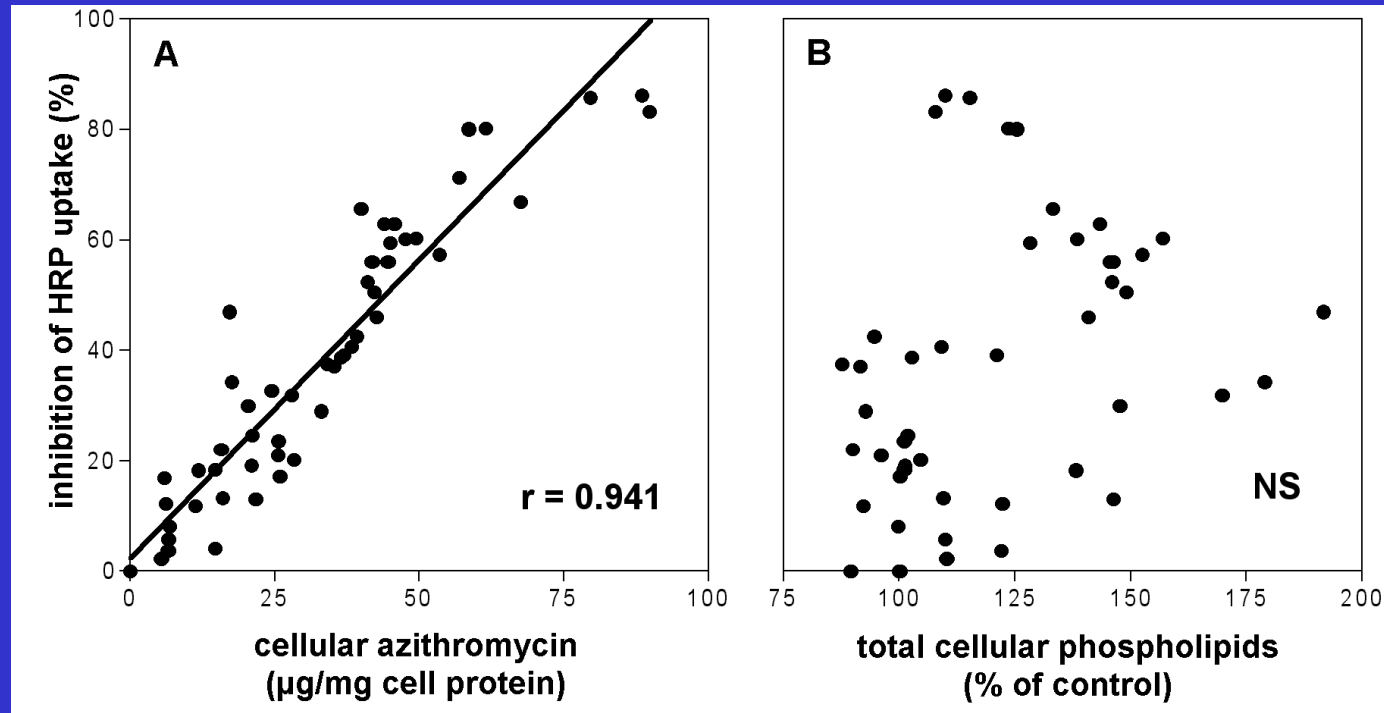 A
B
inhibition of HRP uptake (%)
100
80
60
40
20
0
r = 0.941
NS
0 25 50 75 100
75 100 125 150 175 200
cellular azithromycin
(µg/mg cell protein)
total cellular phospholipids
(% of control)